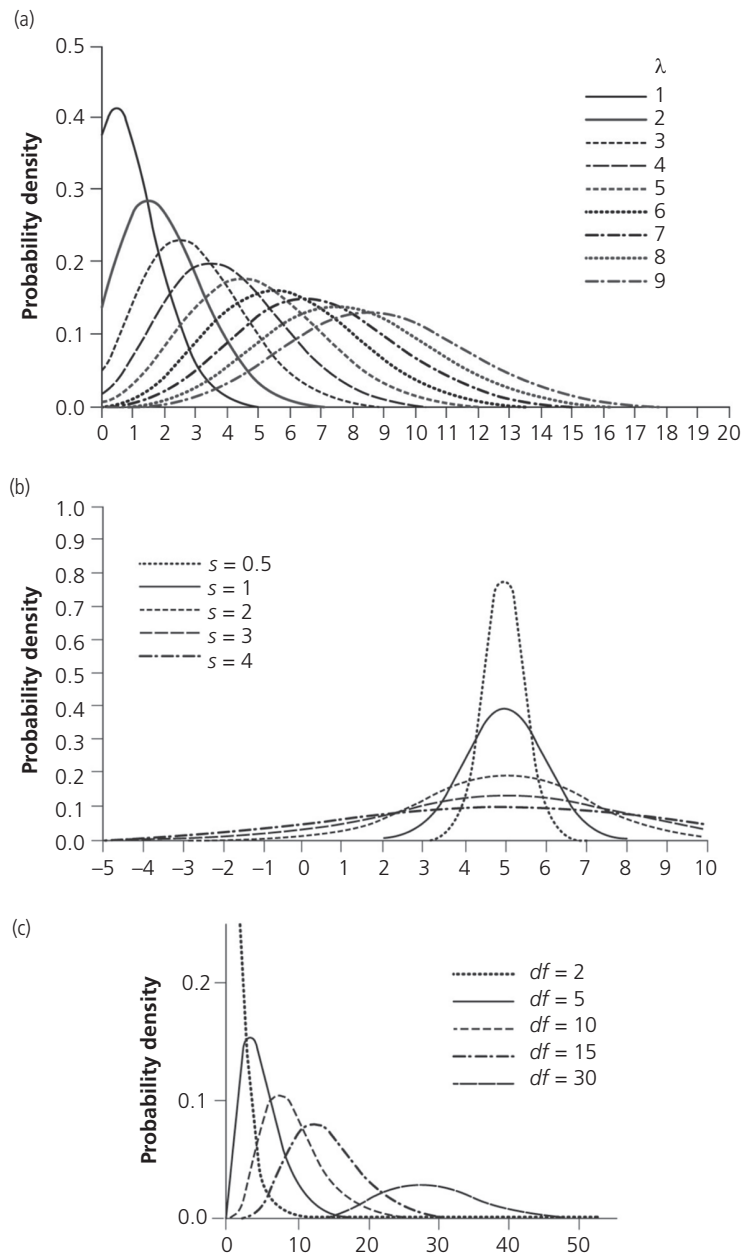 (a)
0.5
0.4
0.3
0.2
0.1
0.0
Probability density
0 1 2 3 4 5 6 7 8 9 10 11 12 13 14 15 16 17 18 19 20
λ
1
2
3
4
5
6
7
8
9
(b)
1.0
0.9
0.8
0.7
0.6
0.5
0.4
0.3
0.2
0.1
0.0
Probability density
s = 0.5
s = 1
s = 2
s = 3
s = 4
–5 –4 –3 –2 –1 0 1 2 3 4 5 6 7 8 9 10
(c)
0.2
0.1
0.0
Probability density
df = 2
df = 5
df = 10
df = 15
df = 30
0 10 20 30 40 50